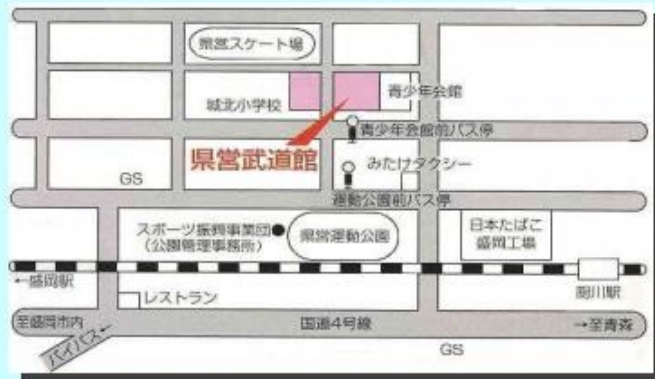 県営スケート場
城北小学校
青少年会館
青少年会館前バス停
県営武道館
みたけタクシー
GS
運動公園前バス停
スポーツ振興事業団
(公園管理事務所)
県営運動公園
日本たばこ
盛岡工場
←盛岡駅
厨川駅
レストラン
至盛岡市内
国道4号線
→至青森
バイパス←
GS